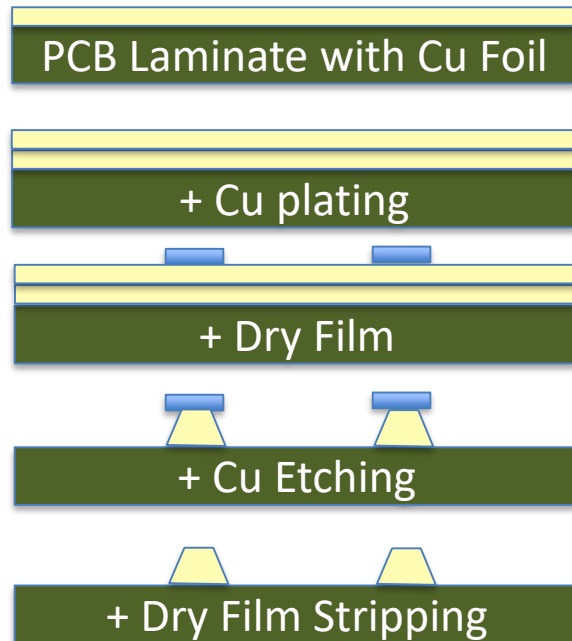 PCB Laminate with Cu Foil
+ Cu plating
+ Dry Film
+ Cu Etching
+ Dry Film Stripping